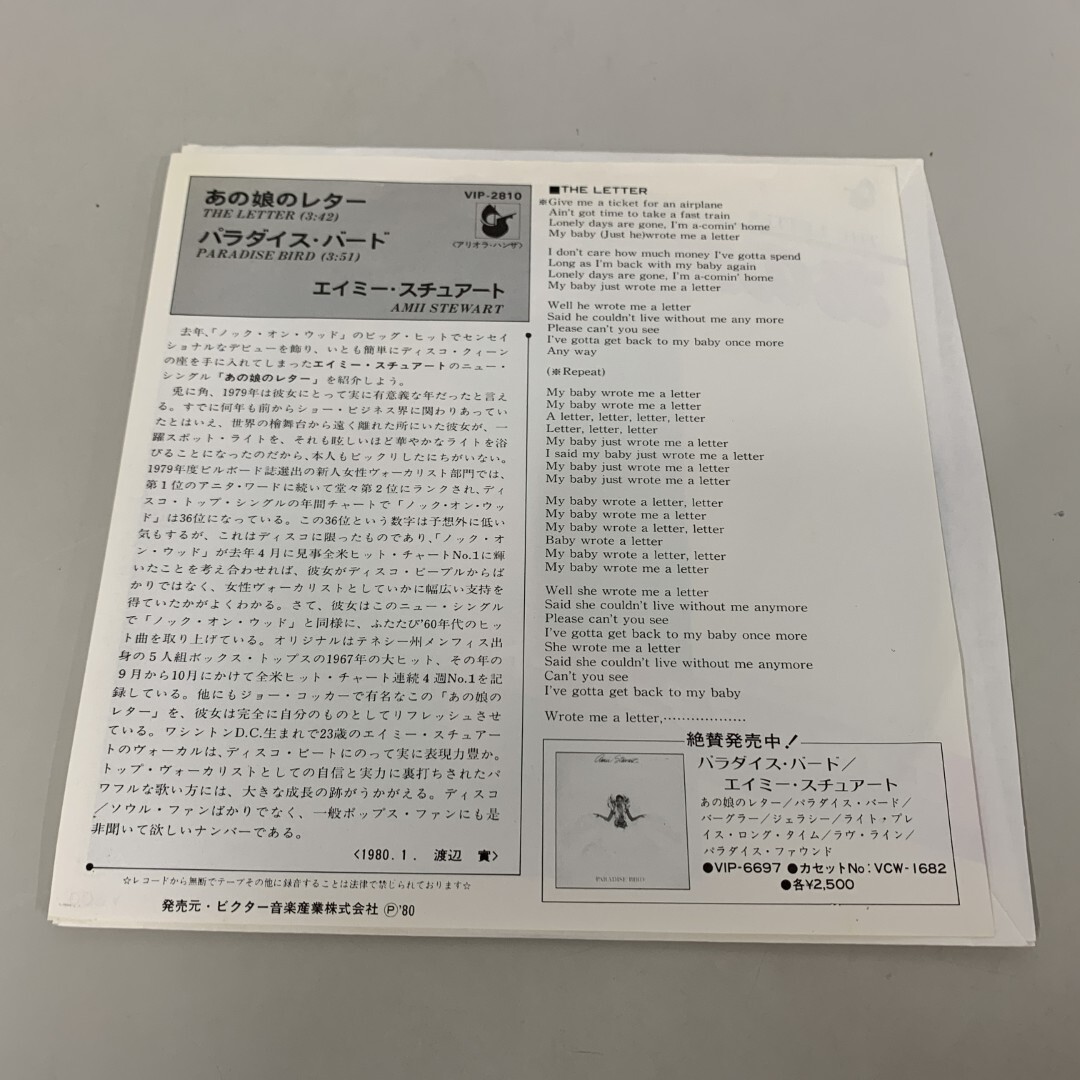 あの娘のレター
THE LETTER (3:42)
パラダイス・バード
PARADISE BIRD (3:51)
エイミー・スチュアート
AMII STEWART
VIP-2810
〈アリオラ・ハンザ〉
去年、「ノック・オン・ウッド」のビッグ・ヒットでセンセイ
ショナルなデビューを飾り、いとも簡単にディスコ・クィーン
の座を手に入れてしまったエイミー・スチュアートのニュー・
シングル「あの娘のレター」を紹介しよう。
兎に角、1979年は彼女にとって実に有意義な年だったと言え
る。すでに何年も前からショー・ビジネス界に関わりあってい
たとはいえ、世界の檜舞台から遠く離れた所にいた彼女が、一
躍スポット・ライトを、それも眩しいほど華やかなライトを浴
びることになったのだから、本人もビックリしたにちがいない。
1979年度ビルボード誌選出の新人女性ヴォーカリスト部門では、
第1位のアニタ・ワードに続いて堂々第2位にランクされ、ディ
スコ・トップ・シングルの年間チャートで「ノック・オン・ウッ
ド」は36位になっている。この36位という数字は予想外に低い
気もするが、これはディスコに限ったものであり、「ノック・オ
ン・ウッド」が去年4月に見事全米ヒット・チャートNo.1に輝
いたことを考え合わせれば、彼女がディスコ・ピープルからば
かりではなく、女性ヴォーカリストとしていかに幅広い支持を
得ていたかがよくわかる。さて、彼女はこのニュー・シングル
で「ノック・オン・ウッド」と同様に、ふたたび'60年代のヒッ
ト曲を取り上げている。オリジナルはテネシー州メンフィス出
身の5人組ボックス・トップスの1967年の大ヒット、その年の
9月から10月にかけて全米ヒット・チャート連続4週No.1を記
録している。他にもジョー・コッカーで有名なこの「あの娘の
レター」を、彼女は完全に自分のものとしてリフレッシュさせ
ている。ワシントンD.C.生まれで23歳のエイミー・スチュアー
トのヴォーカルは、ディスコ・ビートにのって実に表現力豊か。
トップ・ヴォーカリストとしての自信と実力に裏打ちされたパ
ワフルな歌い方には、大きな成長の跡がうかがえる。ディスコ
/ソウル・ファンばかりでなく、一般ポップス・ファンにも是
非聞いて欲しいナンバーである。
〈1980.1. 渡辺 實〉
☆レコードから無断でテープその他に録音することは法律で禁じられております☆
発売元・ビクター音楽産業株式会社 Ⓟ'80
■THE LETTER
※Give me a ticket for an airplane
Ain't got time to take a fast train
Lonely days are gone, I'm a-comin' home
My baby (Just he)wrote me a letter
I don't care how much money I've gotta spend
Long as I'm back with my baby again
Lonely days are gone, I'm a-comin' home
My baby just wrote me a letter
Well he wrote me a letter
Said he couldn't live without me any more
Please can't you see
I've gotta get back to my baby once more
Any way
(※Repeat)
My baby wrote me a letter
My baby wrote me a letter
A letter, letter, letter, letter
Letter, letter, letter
My baby just wrote me a letter
I said my baby just wrote me a letter
My baby just wrote me a letter
My baby just wrote me a letter
My baby wrote a letter, letter
My baby wrote me a letter
My baby wrote a letter, letter
Baby wrote a letter
My baby wrote a letter, letter
My baby wrote me a letter
Well she wrote me a letter
Said she couldn't live without me anymore
Please can't you see
I've gotta get back to my baby once more
She wrote me a letter
Said she couldn't live without me anymore
Can't you see
I've gotta get back to my baby
Wrote me a letter,………………
絶賛発売中!
パラダイス・バード/
エイミー・スチュアート
あの娘のレター/パラダイス・バード/
バーグラー/ジェラシー/ライト・プレ
イス・ロング・タイム/ラヴ・ライン/
パラダイス・ファウンド
●VIP-6697 ●カセットNo:VCW-1682
●各¥2,500
Amii Stewart
PARADISE BIRD